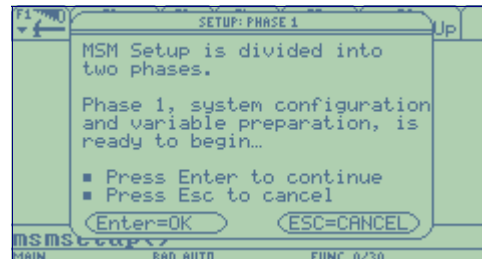 F1
SETUP: PHASE 1
Up
MSM Setup is divided into
two phases.
Phase 1, system configuration
and variable preparation, is
ready to begin…
▪ Press Enter to continue
▪ Press Esc to cancel
Enter=OK
ESC=CANCEL
msmsetup()
MAIN
RAD AUTO
FUNC 0/30